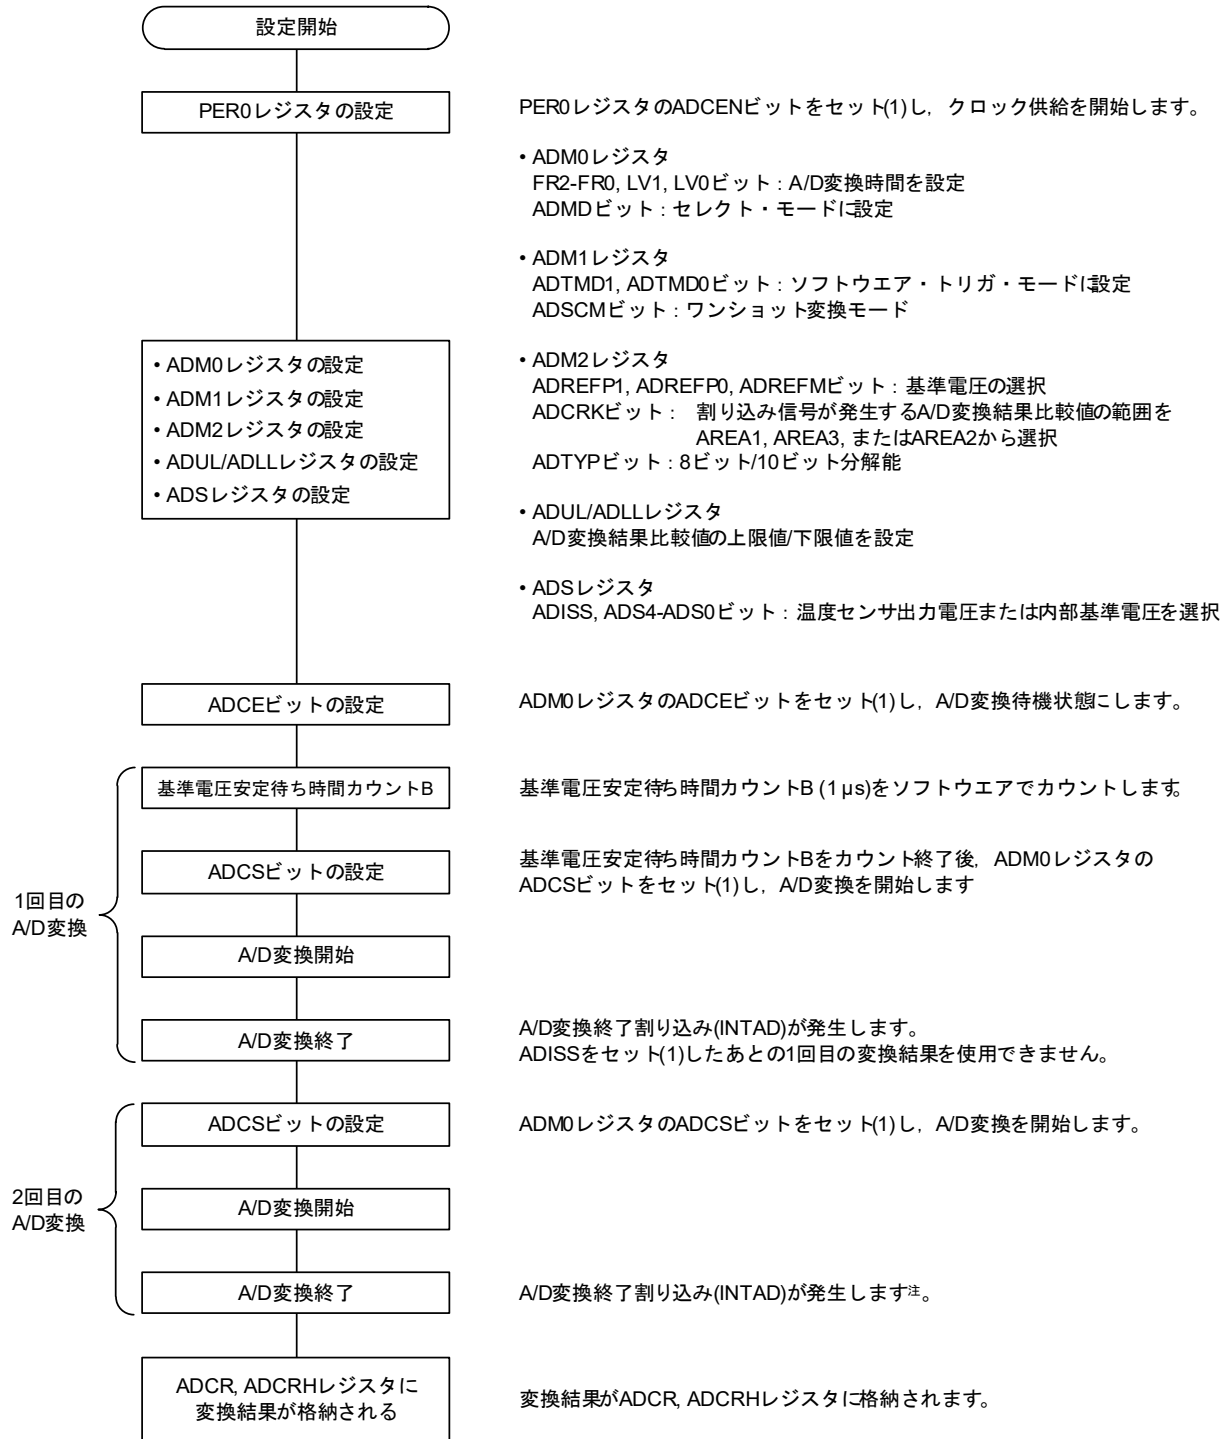 設定開始
PER0レジスタの設定
PER0レジスタのADCENビットをセット(1)し，クロック供給を開始します。
• ADM0レジスタ
FR2-FR0, LV1, LV0ビット：A/D変換時間を設定
ADMDビット：セレクト・モードに設定
• ADM1レジスタ
ADTMD1, ADTMD0ビット：ソフトウエア・トリガ・モードに設定
ADSCMビット：ワンショット変換モード
• ADM0レジスタの設定
• ADM1レジスタの設定
• ADM2レジスタの設定
• ADUL/ADLLレジスタの設定
• ADSレジスタの設定
• ADM2レジスタ
ADREFP1, ADREFP0, ADREFMビット：基準電圧の選択
ADCRKビット： 割り込み信号が発生するA/D変換結果比較値の範囲を
AREA1, AREA3, またはAREA2から選択
ADTYPビット：8ビット/10ビット分解能
• ADUL/ADLLレジスタ
A/D変換結果比較値の上限値/下限値を設定
• ADSレジスタ
ADISS, ADS4-ADS0ビット：温度センサ出力電圧または内部基準電圧を選択
ADCEビットの設定
ADM0レジスタのADCEビットをセット(1)し，A/D変換待機状態にします。
1回目の
A/D変換
基準電圧安定待ち時間カウントB
基準電圧安定待ち時間カウントB (1 μs)をソフトウエアでカウントします。
ADCSビットの設定
基準電圧安定待ち時間カウントBをカウント終了後，ADM0レジスタの
ADCSビットをセット(1)し，A/D変換を開始します
A/D変換開始
A/D変換終了
A/D変換終了割り込み(INTAD)が発生します。
ADISSをセット(1)したあとの1回目の変換結果を使用できません。
2回目の
A/D変換
ADCSビットの設定
ADM0レジスタのADCSビットをセット(1)し，A/D変換を開始します。
A/D変換開始
A/D変換終了
A/D変換終了割り込み(INTAD)が発生します注。
ADCR, ADCRHレジスタに
変換結果が格納される
変換結果がADCR, ADCRHレジスタに格納されます。